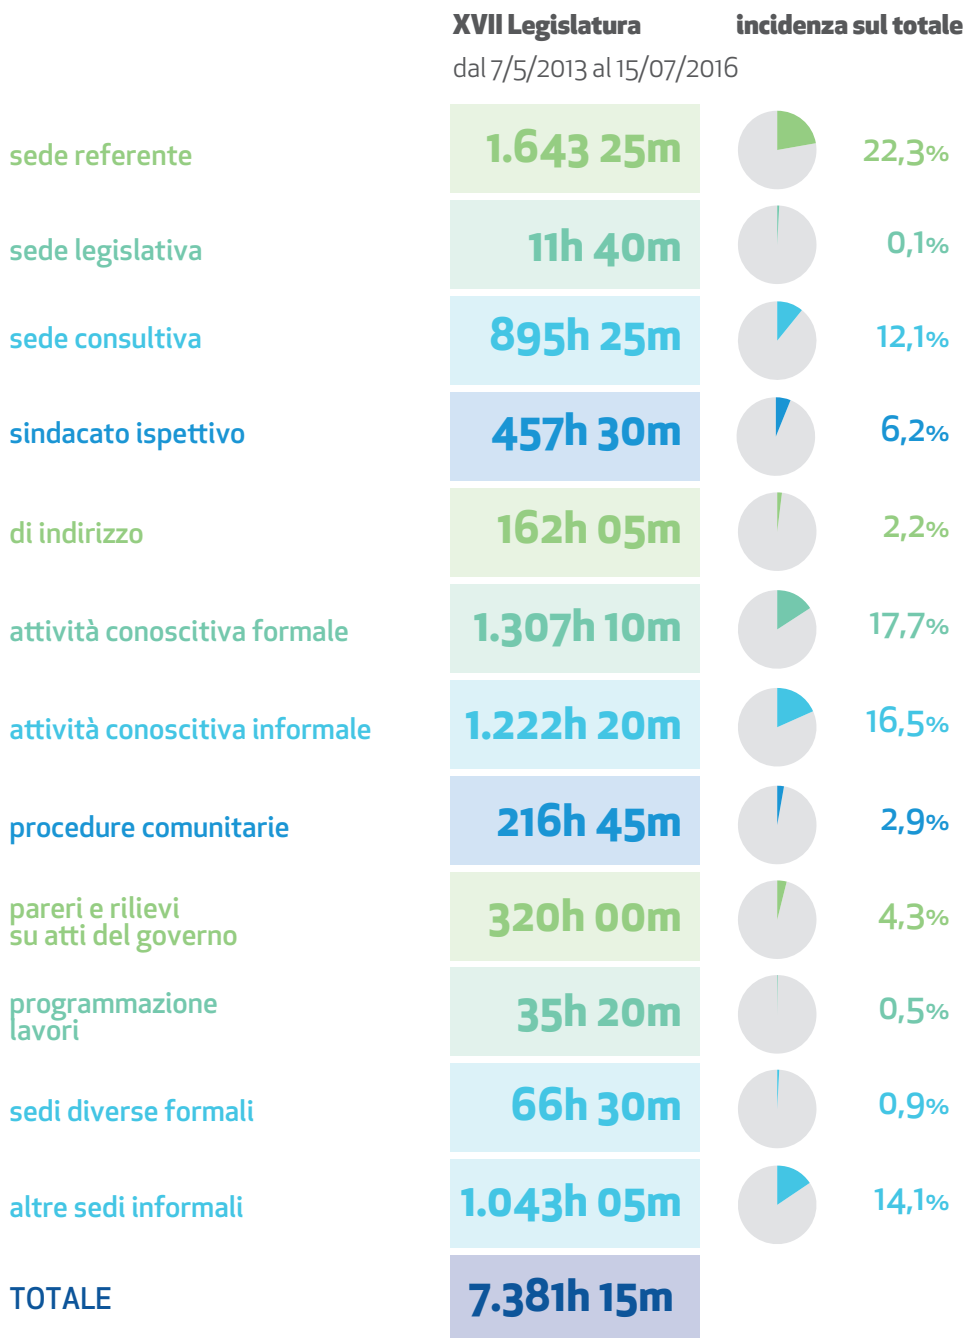 XVII Legislatura incidenza sul totale
dal 7/5/2013 al 15/07/2016
sede referente 1.643 25m 22,3%
sede legislativa 11h 40m 0,1%
sede consultiva 895h 25m 12,1%
sindacato ispettivo 457h 30m 6,2%
di indirizzo 162h 05m 2,2%
attività conoscitiva formale 1.307h 10m 17,7%
attività conoscitiva informale 1.222h 20m 16,5%
procedure comunitarie 216h 45m 2,9%
pareri e rilievi
su atti del governo 320h 00m 4,3%
programmazione
lavori 35h 20m 0,5%
sedi diverse formali 66h 30m 0,9%
altre sedi informali 1.043h 05m 14,1%
TOTALE 7.381h 15m